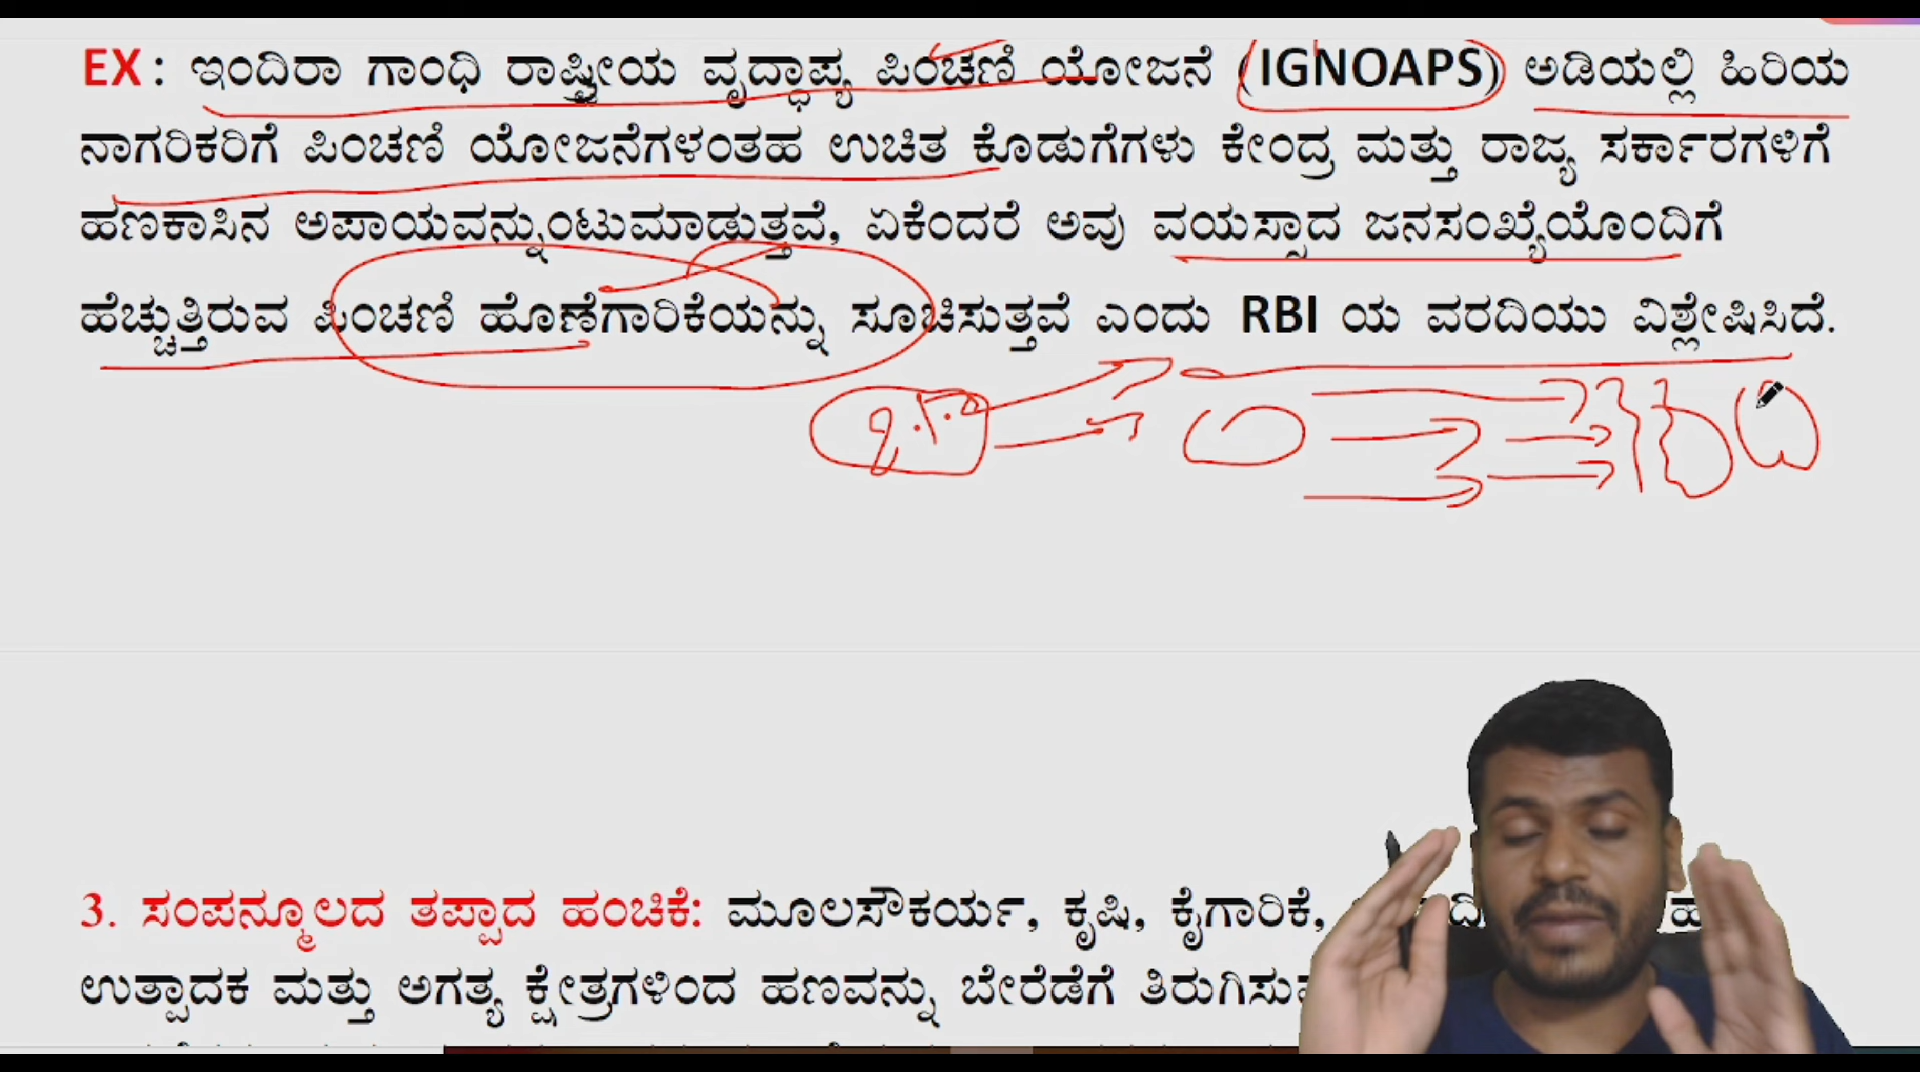 EX : ಇಂದಿರಾ ಗಾಂಧಿ ರಾಷ್ಟ್ರೀಯ ವೃದ್ಧಾಪ್ಯ ಪಿಂಚಣಿ ಯೋಜನೆ (IGNOAPS) ಅಡಿಯಲ್ಲಿ ಹಿರಿಯ
ನಾಗರಿಕರಿಗೆ ಪಿಂಚಣಿ ಯೋಜನೆಗಳಂತಹ ಉಚಿತ ಕೊಡುಗೆಗಳು ಕೇಂದ್ರ ಮತ್ತು ರಾಜ್ಯ ಸರ್ಕಾರಗಳಿಗೆ
ಹಣಕಾಸಿನ ಅಪಾಯವನ್ನುಂಟುಮಾಡುತ್ತವೆ, ಏಕೆಂದರೆ ಅವು ವಯಸ್ಸಾದ ಜನಸಂಖ್ಯೆಯೊಂದಿಗೆ
ಹೆಚ್ಚುತ್ತಿರುವ ಪಿಂಚಣಿ ಹೊಣೆಗಾರಿಕೆಯನ್ನು ಸೂಚಿಸುತ್ತವೆ ಎಂದು RBI ಯ ವರದಿಯು ವಿಶ್ಲೇಷಿಸಿದೆ.
3. ಸಂಪನ್ಮೂಲದ ತಪ್ಪಾದ ಹಂಚಿಕೆ: ಮೂಲಸೌಕರ್ಯ, ಕೃಷಿ, ಕೈಗಾರಿಕೆ,
ಉತ್ಪಾದಕ ಮತ್ತು ಅಗತ್ಯ ಕ್ಷೇತ್ರಗಳಿಂದ ಹಣವನ್ನು ಬೇರೆಡೆಗೆ